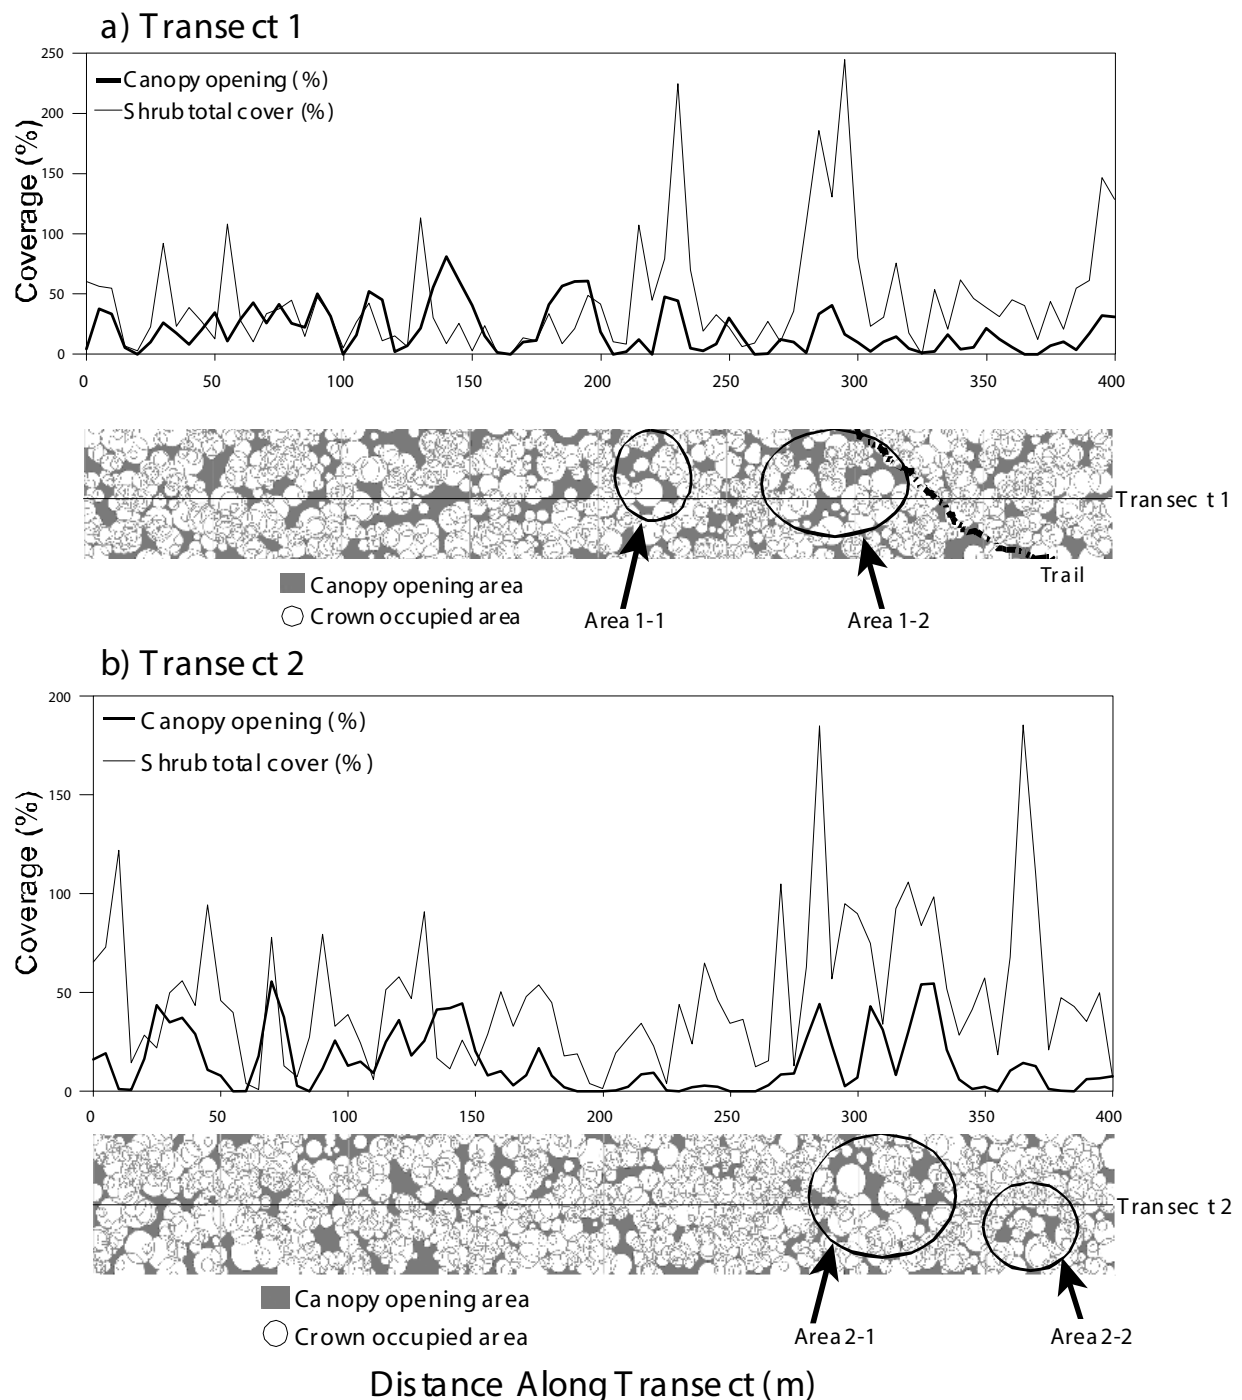 a) Transect 1
250
200
150
100
50
0
Coverage (%)
Canopy opening (%)
Shrub total cover (%)
0 50 100 150 200 250 300 350 400
Transect 1
Trail
Canopy opening area
Crown occupied area
Area 1-1
Area 1-2
b) Transect 2
200
150
100
50
0
Coverage (%)
Canopy opening (%)
Shrub total cover (%)
0 50 100 150 200 250 300 350 400
Transect 2
Canopy opening area
Crown occupied area
Area 2-1
Area 2-2
Distance Along Transect (m)